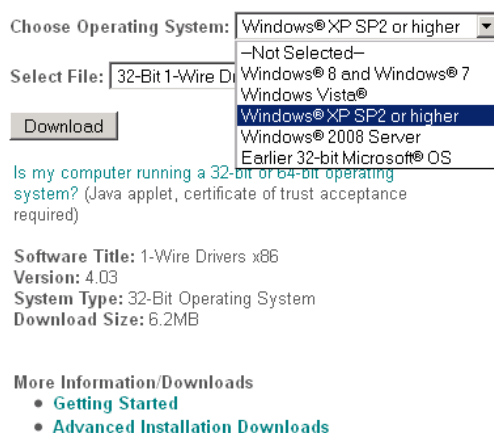 Choose Operating System: Windows® XP SP2 or higher
–Not Selected–
Windows® 8 and Windows® 7
Windows Vista®
Windows® XP SP2 or higher
Windows® 2008 Server
Earlier 32-bit Microsoft® OS
Select File: 32-Bit 1-Wire
Download
Is my computer running a 32-bit or 64-bit operating
system? (Java applet, certificate of trust acceptance
required)
Software Title: 1-Wire Drivers x86
Version: 4.03
System Type: 32-Bit Operating System
Download Size: 6.2MB
More Information/Downloads
• Getting Started
• Advanced Installation Downloads